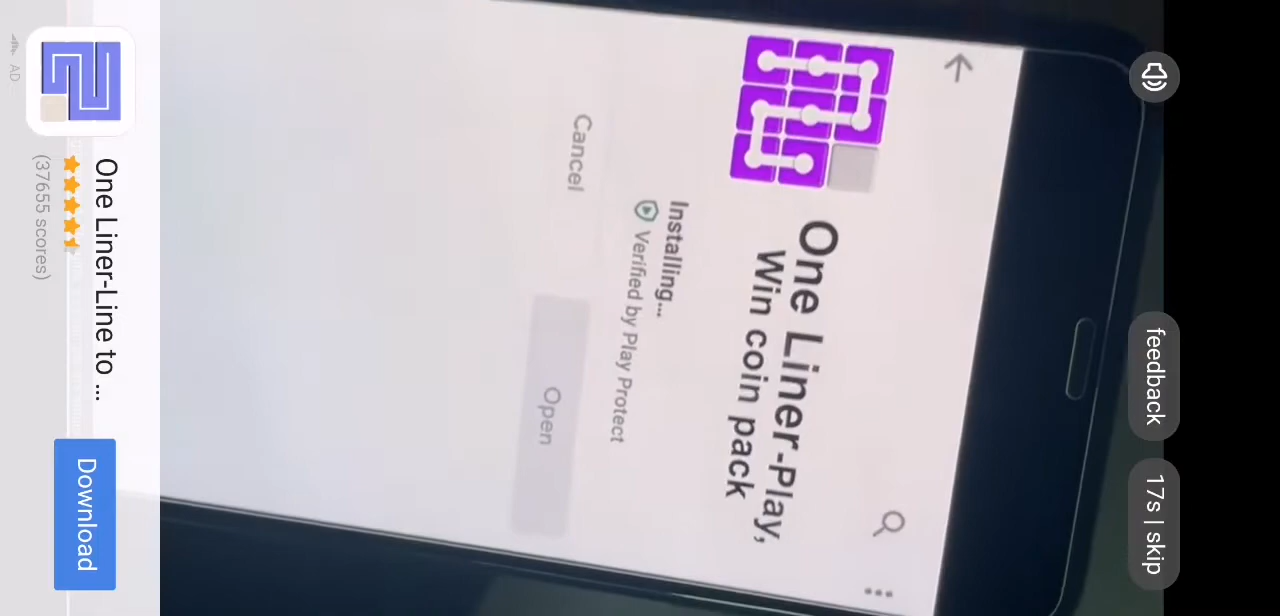 feedback
17s | skip
One Liner-Play,
Win coin pack
Installing...
Verified by Play Protect
Cancel
Open
One Liner-Line to ...
(37655 scores)
AD
Download